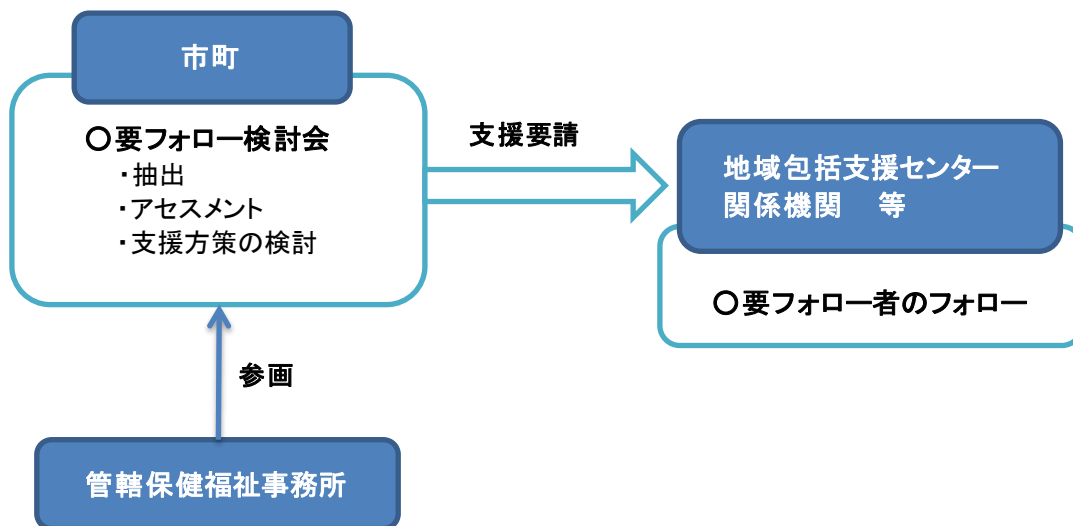 市町
〇要フォロー検討会
・抽出
・アセスメント
・支援方策の検討
支援要請
地域包括支援センター
関係機関　等
〇要フォロー者のフォロー
参画
管轄保健福祉事務所